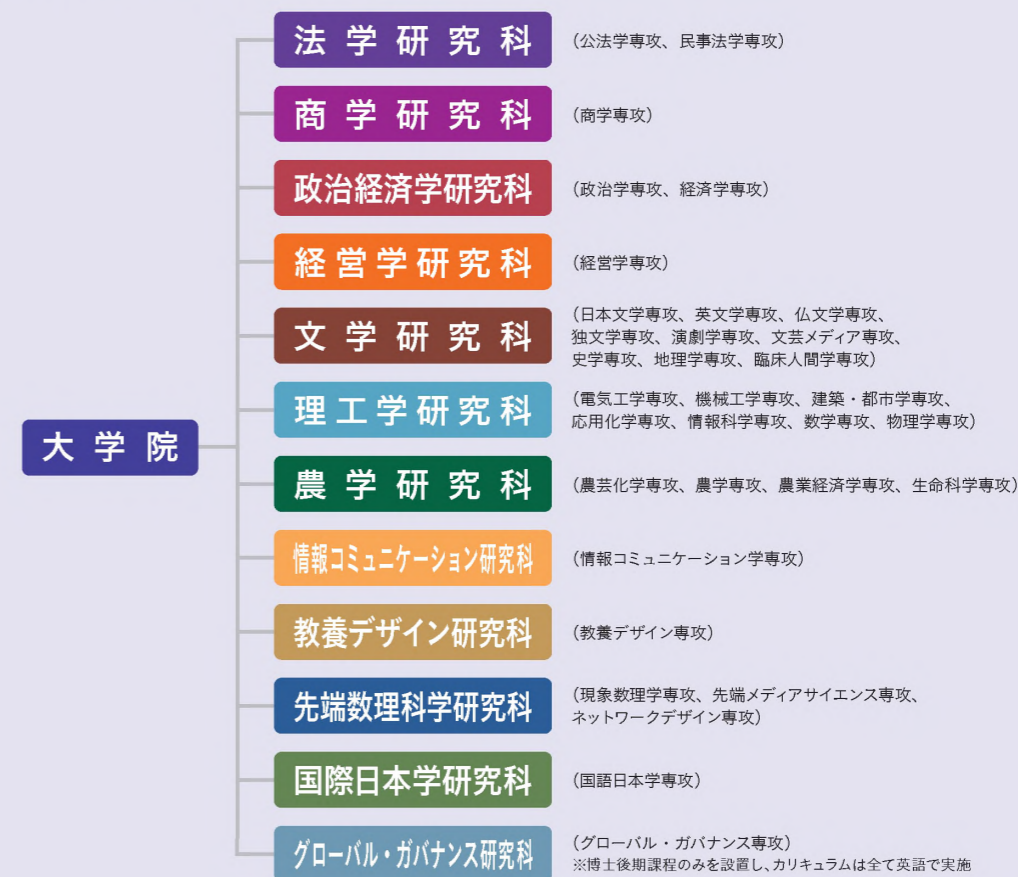 法学研究科
（公法学専攻、民事法学専攻）
商学研究科
（商学専攻）
政治経済学研究科
（政治学専攻、経済学専攻）
経営学研究科
（経営学専攻）
文学研究科
（日本文学専攻、英文学専攻、仏文学専攻、
独文学専攻、演劇学専攻、文芸メディア専攻、
史学専攻、地理学専攻、臨床人間学専攻）
理工学研究科
（電気工学専攻、機械工学専攻、建築・都市学専攻、
応用化学専攻、情報科学専攻、数学専攻、物理学専攻）
大学院
農学研究科
（農芸化学専攻、農学専攻、農業経済学専攻、生命科学専攻）
情報コミュニケーション研究科
（情報コミュニケーション学専攻）
教養デザイン研究科
（教養デザイン専攻）
先端数理科学研究科
（現象数理学専攻、先端メディアサイエンス専攻、
ネットワークデザイン専攻）
国際日本学研究科
（国語日本学専攻）
グローバル・ガバナンス研究科
（グローバル・ガバナンス専攻）
※博士後期課程のみを設置し、カリキュラムは全て英語で実施